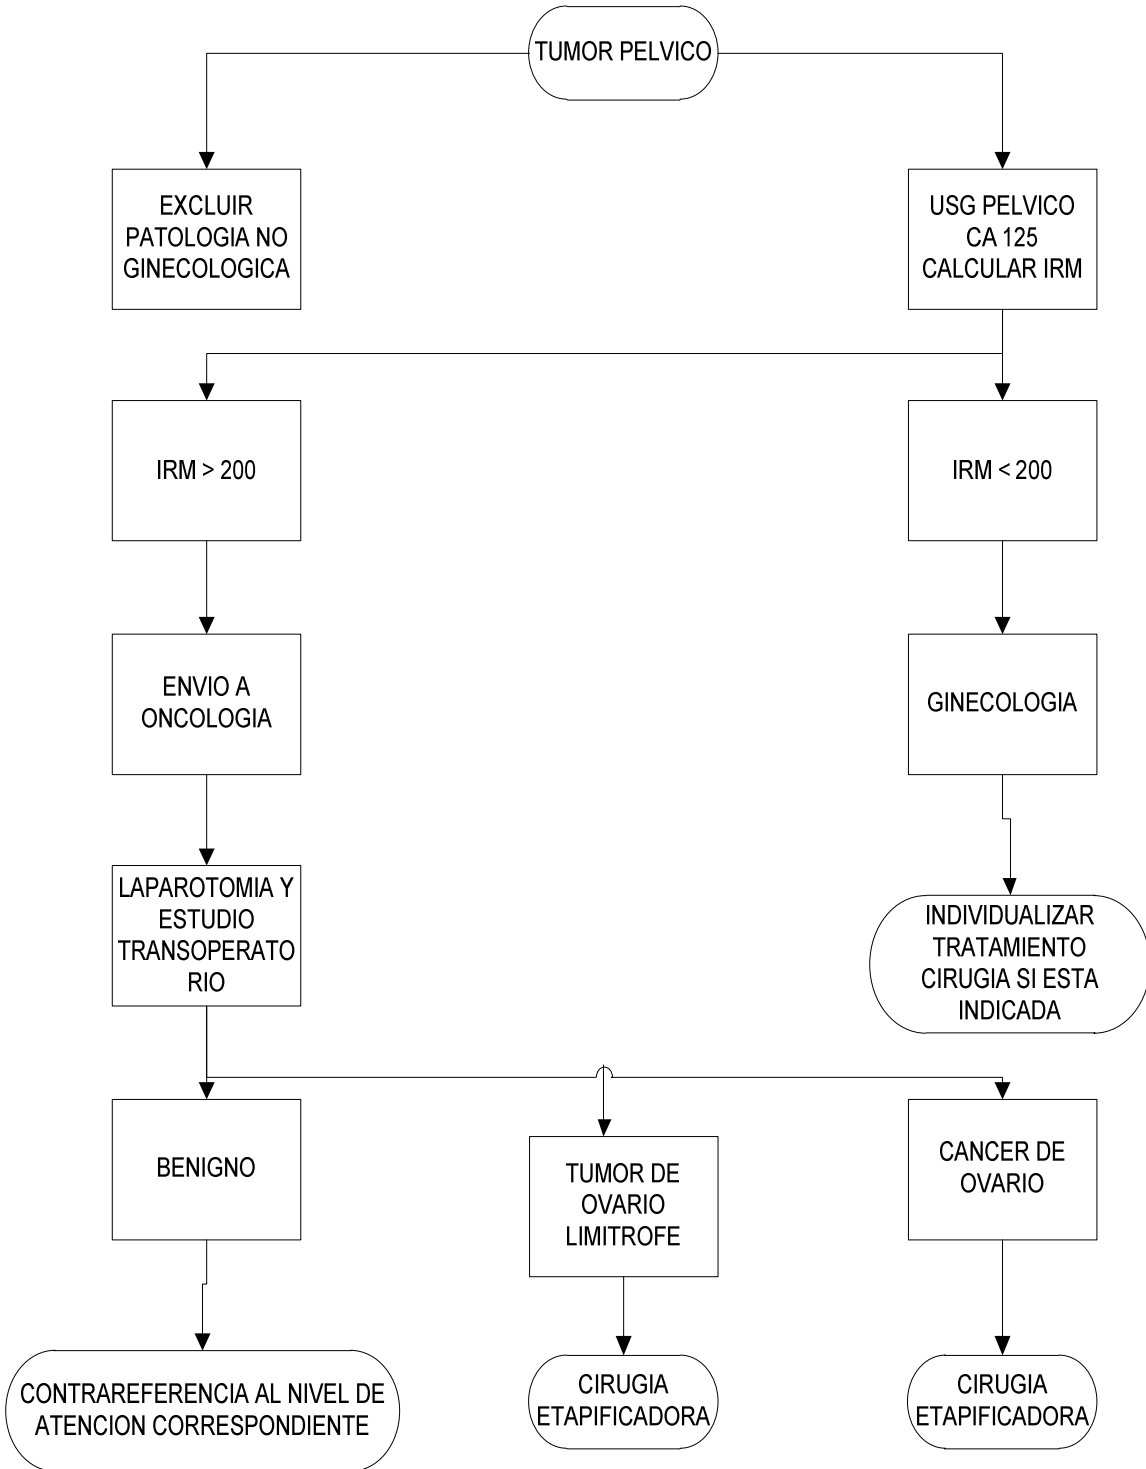 TUMOR PELVICO
EXCLUIR
PATOLOGIA NO
GINECOLOGICA
USG PELVICO
CA 125
CALCULAR IRM
IRM > 200
IRM < 200
ENVIO A
ONCOLOGIA
GINECOLOGIA
LAPAROTOMIA Y
ESTUDIO
TRANSOPERATO
RIO
INDIVIDUALIZAR
TRATAMIENTO
CIRUGIA SI ESTA
INDICADA
BENIGNO
TUMOR DE
OVARIO
LIMITROFE
CANCER DE
OVARIO
CONTRAREFERENCIA AL NIVEL DE
ATENCION CORRESPONDIENTE
CIRUGIA
ETAPIFICADORA
CIRUGIA
ETAPIFICADORA